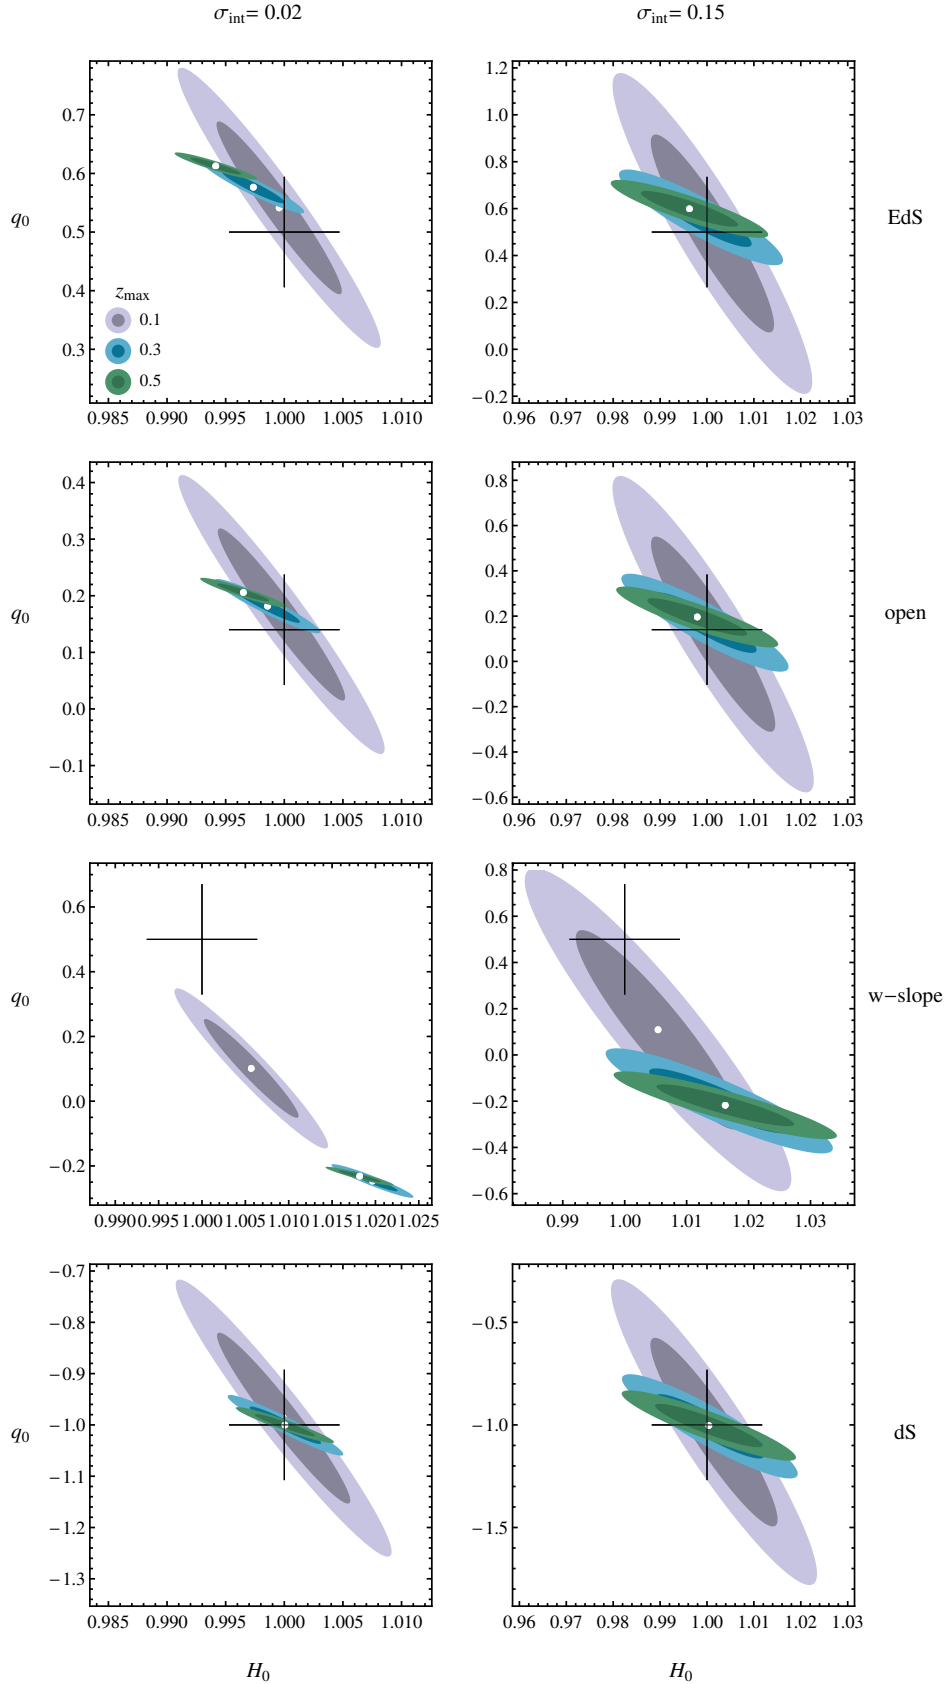 σint= 0.02
σint= 0.15
0.7
0.6
0.5
0.4
0.3
q0
zmax
0.1
0.3
0.5
0.985 0.990 0.995 1.000 1.005 1.010
1.2
1.0
0.8
0.6
0.4
0.2
0.0
−0.2
0.96 0.97 0.98 0.99 1.00 1.01 1.02 1.03
EdS
0.4
0.3
0.2
0.1
0.0
−0.1
q0
0.985 0.990 0.995 1.000 1.005 1.010
0.8
0.6
0.4
0.2
0.0
−0.2
−0.4
−0.6
0.96 0.97 0.98 0.99 1.00 1.01 1.02 1.03
open
0.6
0.4
0.2
0.0
−0.2
q0
0.990 0.995 1.000 1.005 1.010 1.015 1.020 1.025
0.8
0.6
0.4
0.2
0.0
−0.2
−0.4
−0.6
0.99 1.00 1.01 1.02 1.03
w−slope
−0.7
−0.8
−0.9
−1.0
−1.1
−1.2
−1.3
q0
0.985 0.990 0.995 1.000 1.005 1.010
−0.5
−1.0
−1.5
0.96 0.97 0.98 0.99 1.00 1.01 1.02 1.03
dS
H0
H0